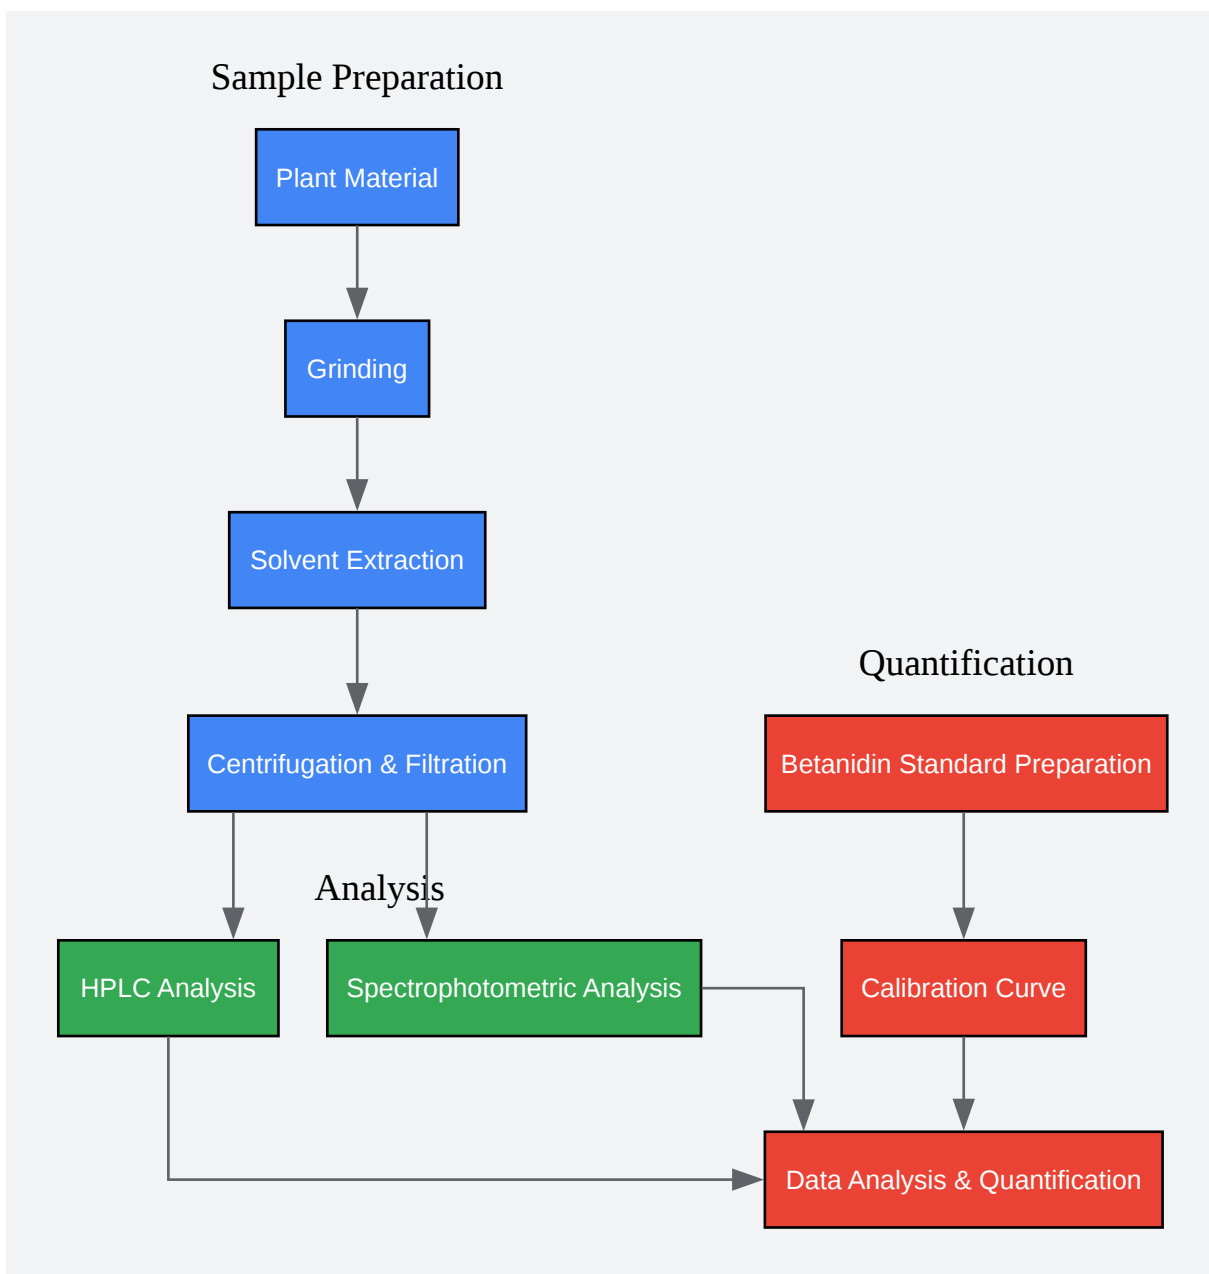 Sample Preparation
Plant Material
Grinding
Solvent Extraction
Centrifugation & Filtration
Analysis
HPLC Analysis
Spectrophotometric Analysis
Quantification
Betanidin Standard Preparation
Calibration Curve
Data Analysis & Quantification